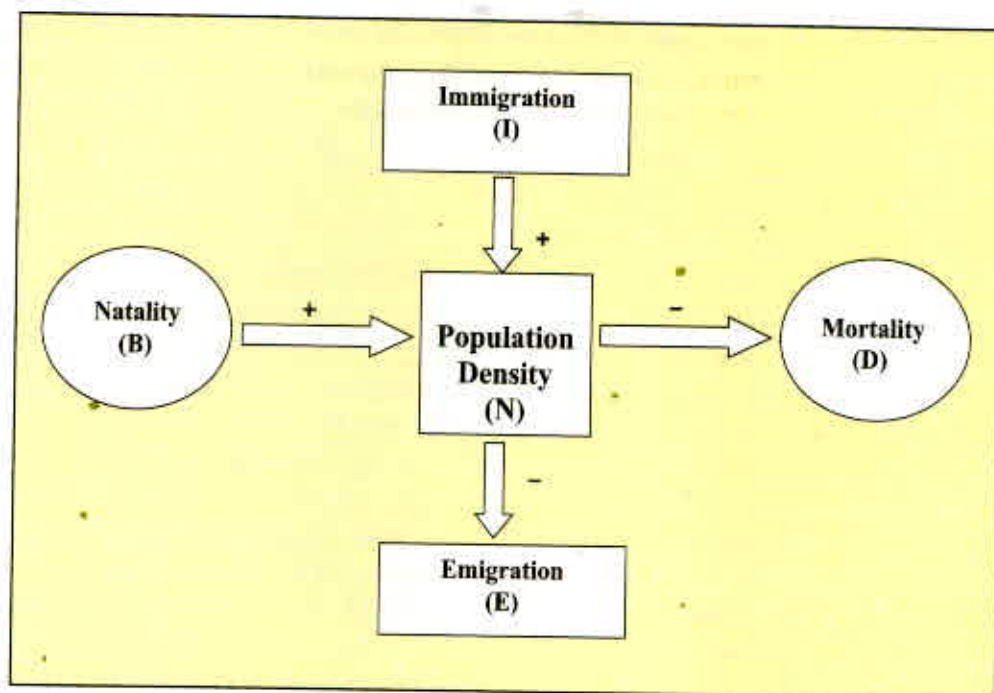 Immigration
(I)
+
Natality
(B)
+
Population
Density
(N)
−
Mortality
(D)
−
Emigration
(E)